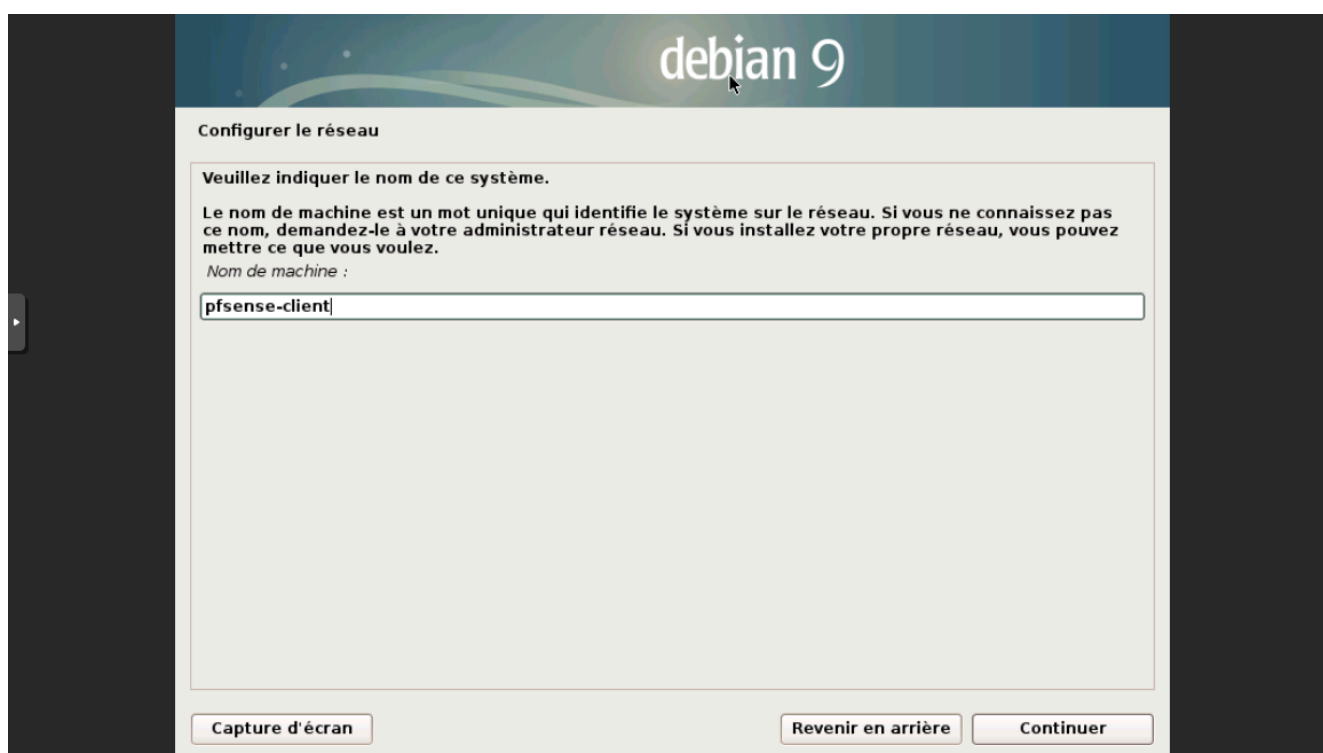 debian 9
Configurer le réseau
Veuillez indiquer le nom de ce système.
Le nom de machine est un mot unique qui identifie le système sur le réseau. Si vous ne connaissez pas
ce nom, demandez-le à votre administrateur réseau. Si vous installez votre propre réseau, vous pouvez
mettre ce que vous voulez.
Nom de machine :
pfsense-client
Capture d'écran
Revenir en arrière
Continuer